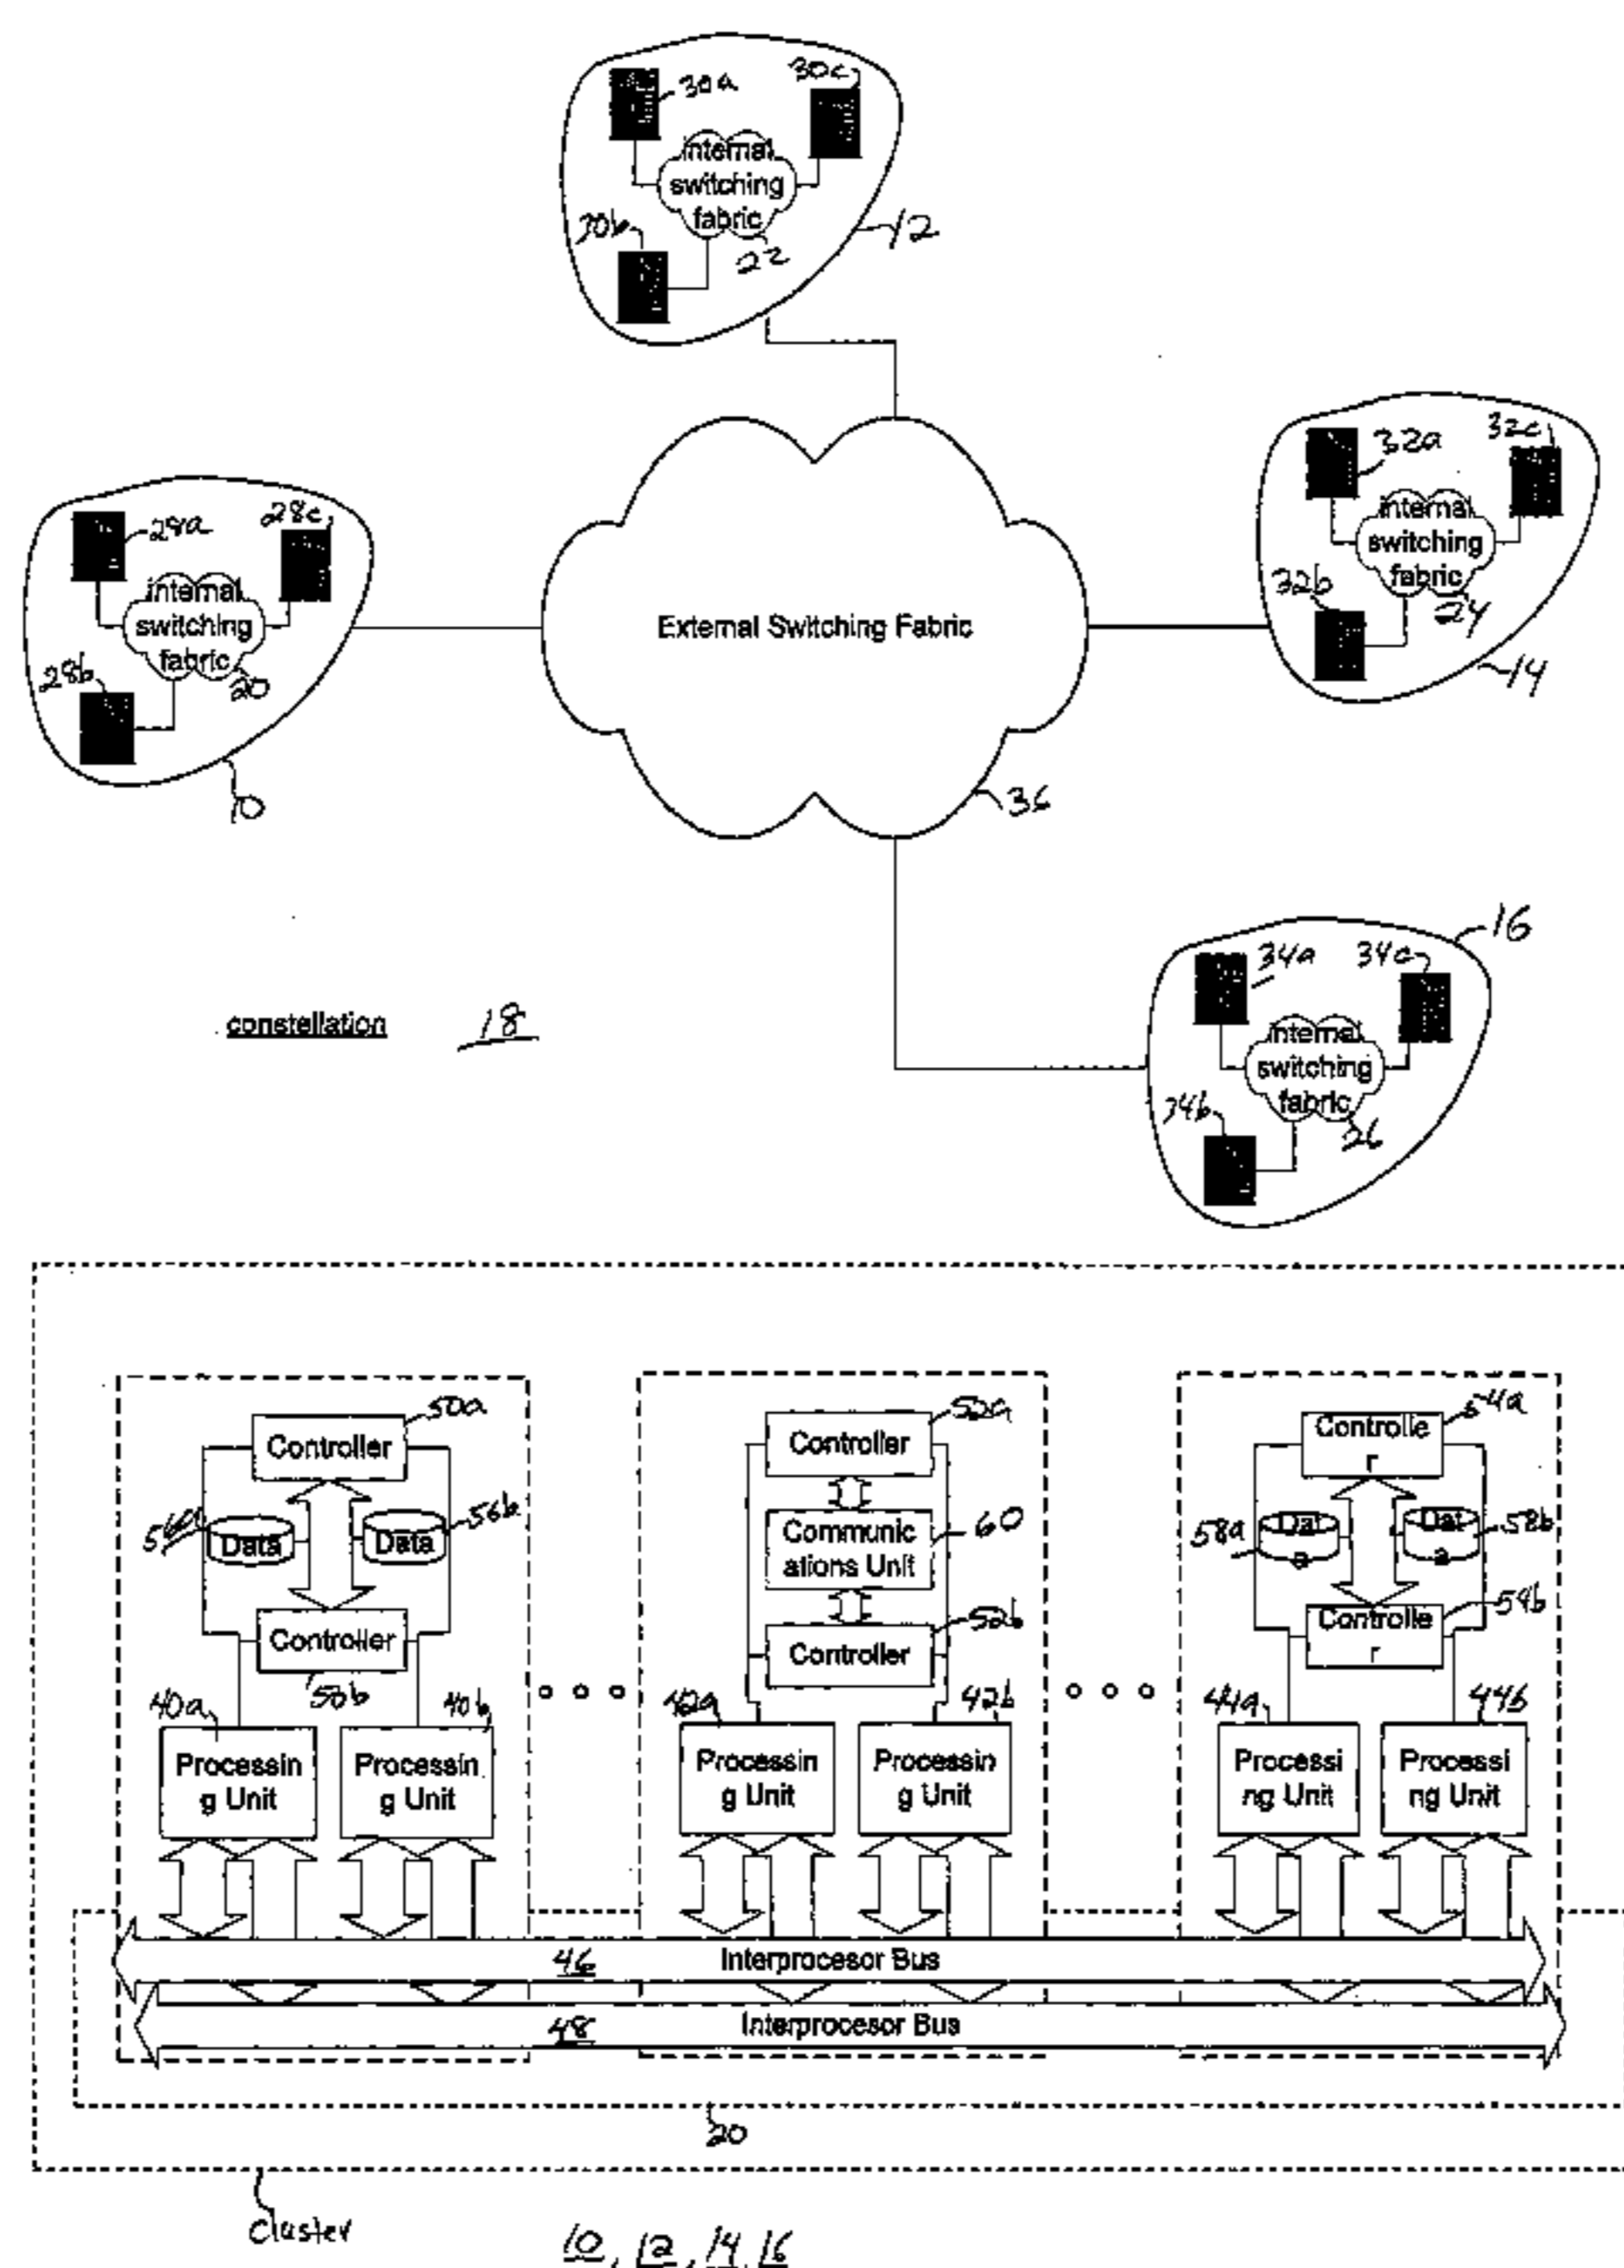 30a
30c
internal
switching
fabric
30b
22
12
32a
32c
internal
switching
fabric
32b
24
14
28a
28c
internal
switching
fabric
28b
20
10
External Switching Fabric
36
16
34a
34c
internal
switching
fabric
34b
26
constellation 18
50a
Controller
56a
Data
Data
56b
Controller
50b
40a
40b
Processin
g Unit
Processin
g Unit
52a
Controller
Communic
ations Unit
60
52b
Controller
42a
42b
Processin
g Unit
Processin
g Unit
54a
Controlle
r
58a
Dat
a
Dat
a
58b
Controlle
r
54b
44a
44b
Processi
ng Unit
Processi
ng Unit
46 Interprocesor Bus
48 Interprocesor Bus
20
Cluster
10, 12, 14, 16